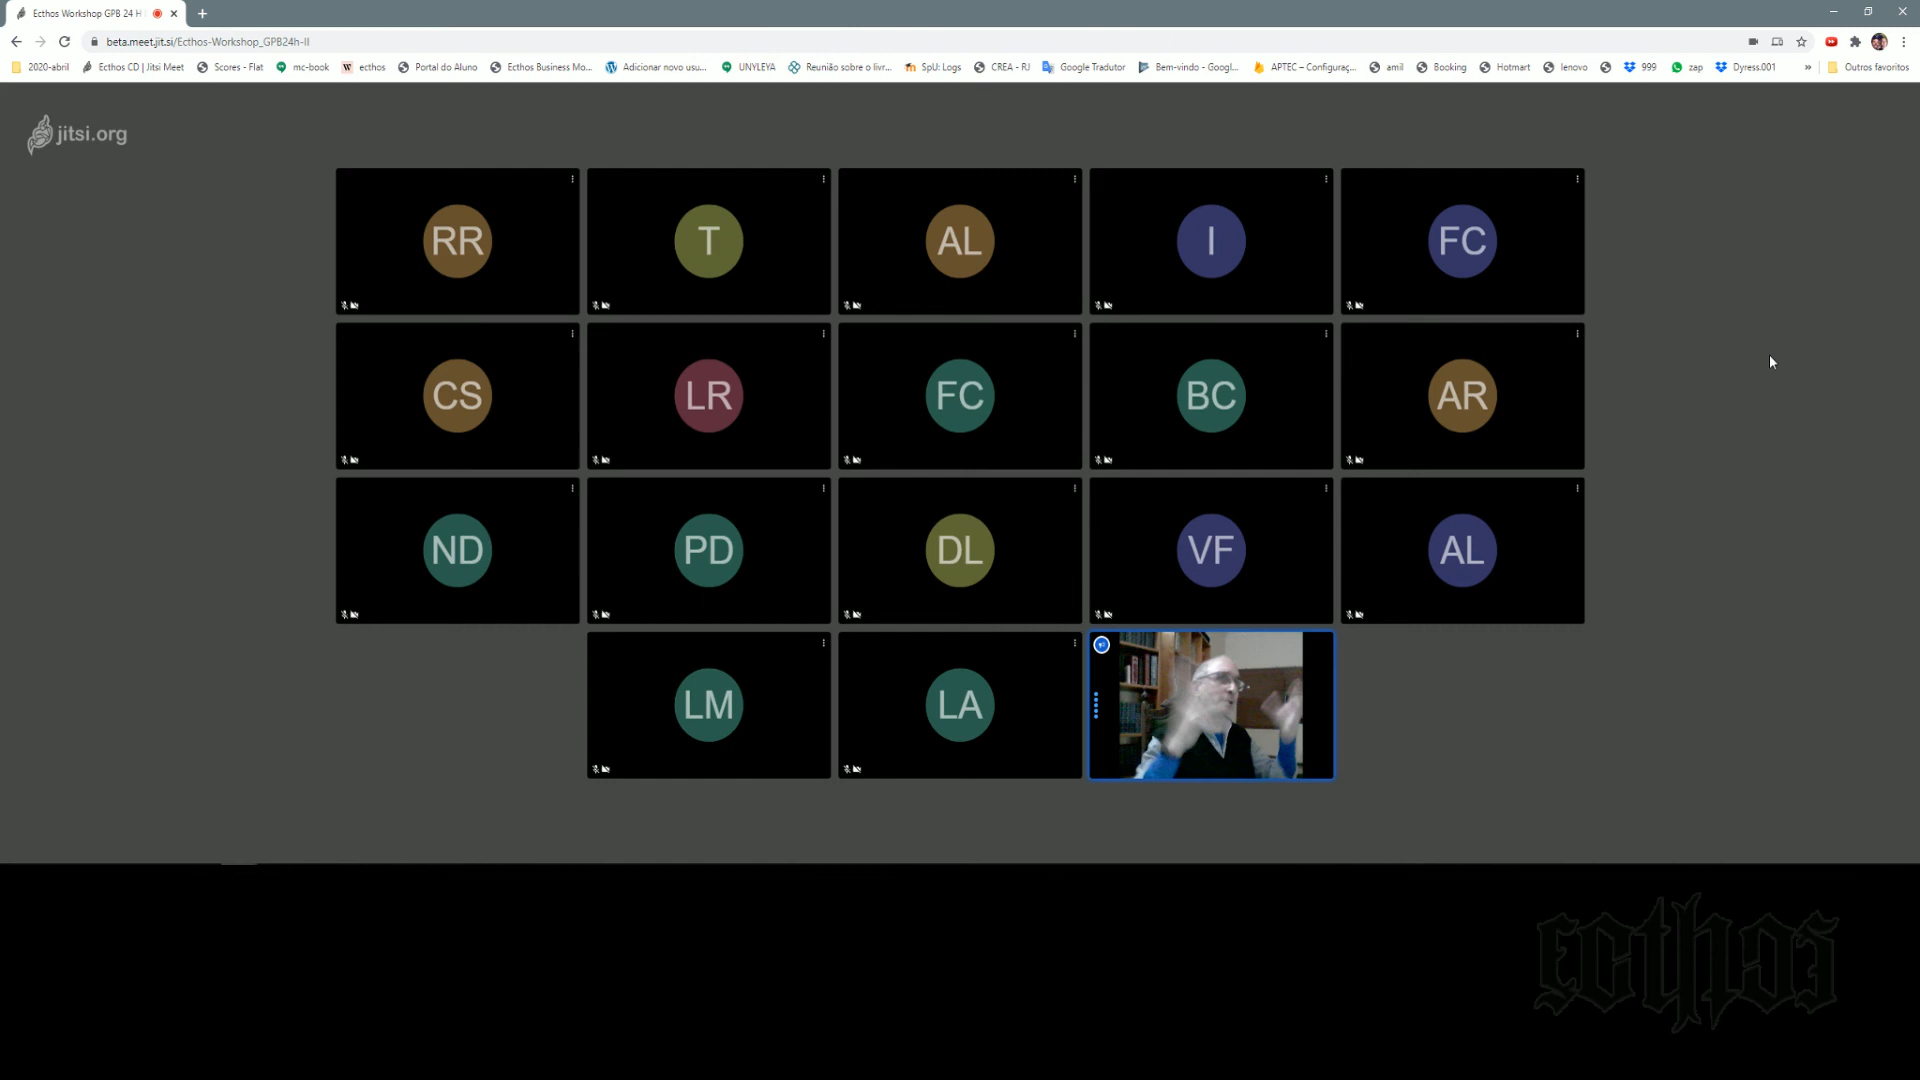 Ecthos Workshop GPB 24 H
beta.meet.jit.si/Ecthos-Workshop_GPB24h-II
2020-abril Ecthos CD | Jitsi Meet Scores - Flat mc-book ecthos Portal do Aluno Ecthos Business Mo... Adicionar novo usu... UNYLEYA Reunião sobre o livr... SpU: Logs CREA - RJ Google Tradutor Bem-vindo - Googl... APTEC – Configuraç... amil Booking Hotmart lenovo 999 zap Dyress.001 » Outros favoritos
jitsi.org
RR T AL I FC
CS LR FC BC AR
ND PD DL VF AL
LM LA
ecthos